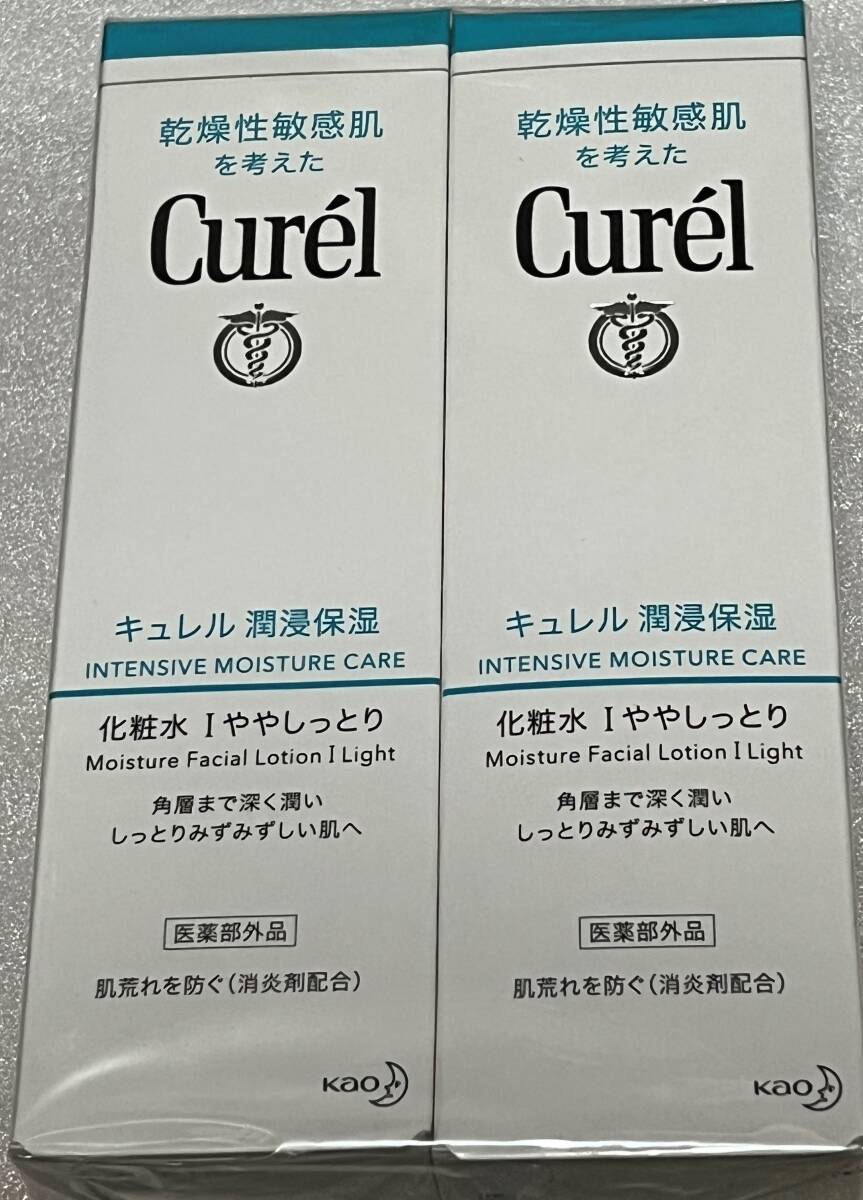 乾燥性敏感肌
を考えた
Curél
キュレル 潤浸保湿
INTENSIVE MOISTURE CARE
化粧水 Iややしっとり
Moisture Facial Lotion I Light
角層まで深く潤い
しっとりみずみずしい肌へ
医薬部外品
肌荒れを防ぐ(消炎剤配合)
Kao
乾燥性敏感肌
を考えた
Curél
キュレル 潤浸保湿
INTENSIVE MOISTURE CARE
化粧水 Iややしっとり
Moisture Facial Lotion I Light
角層まで深く潤い
しっとりみずみずしい肌へ
医薬部外品
肌荒れを防ぐ(消炎剤配合)
Kao